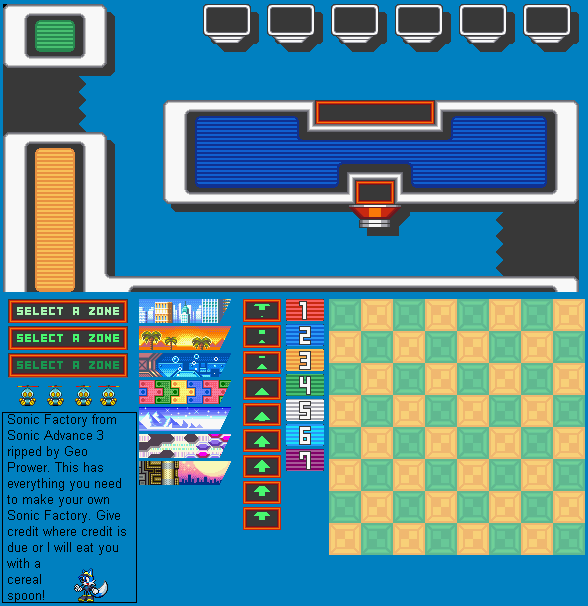 SELECT A ZONE
SELECT A ZONE
SELECT A ZONE
1
2
3
4
5
6
7
Sonic Factory from
Sonic Advance 3
ripped by Geo
Prower. This has
everything you need
to make your own
Sonic Factory. Give
credit where credit is
due or I will eat you
with a
cereal
spoon!